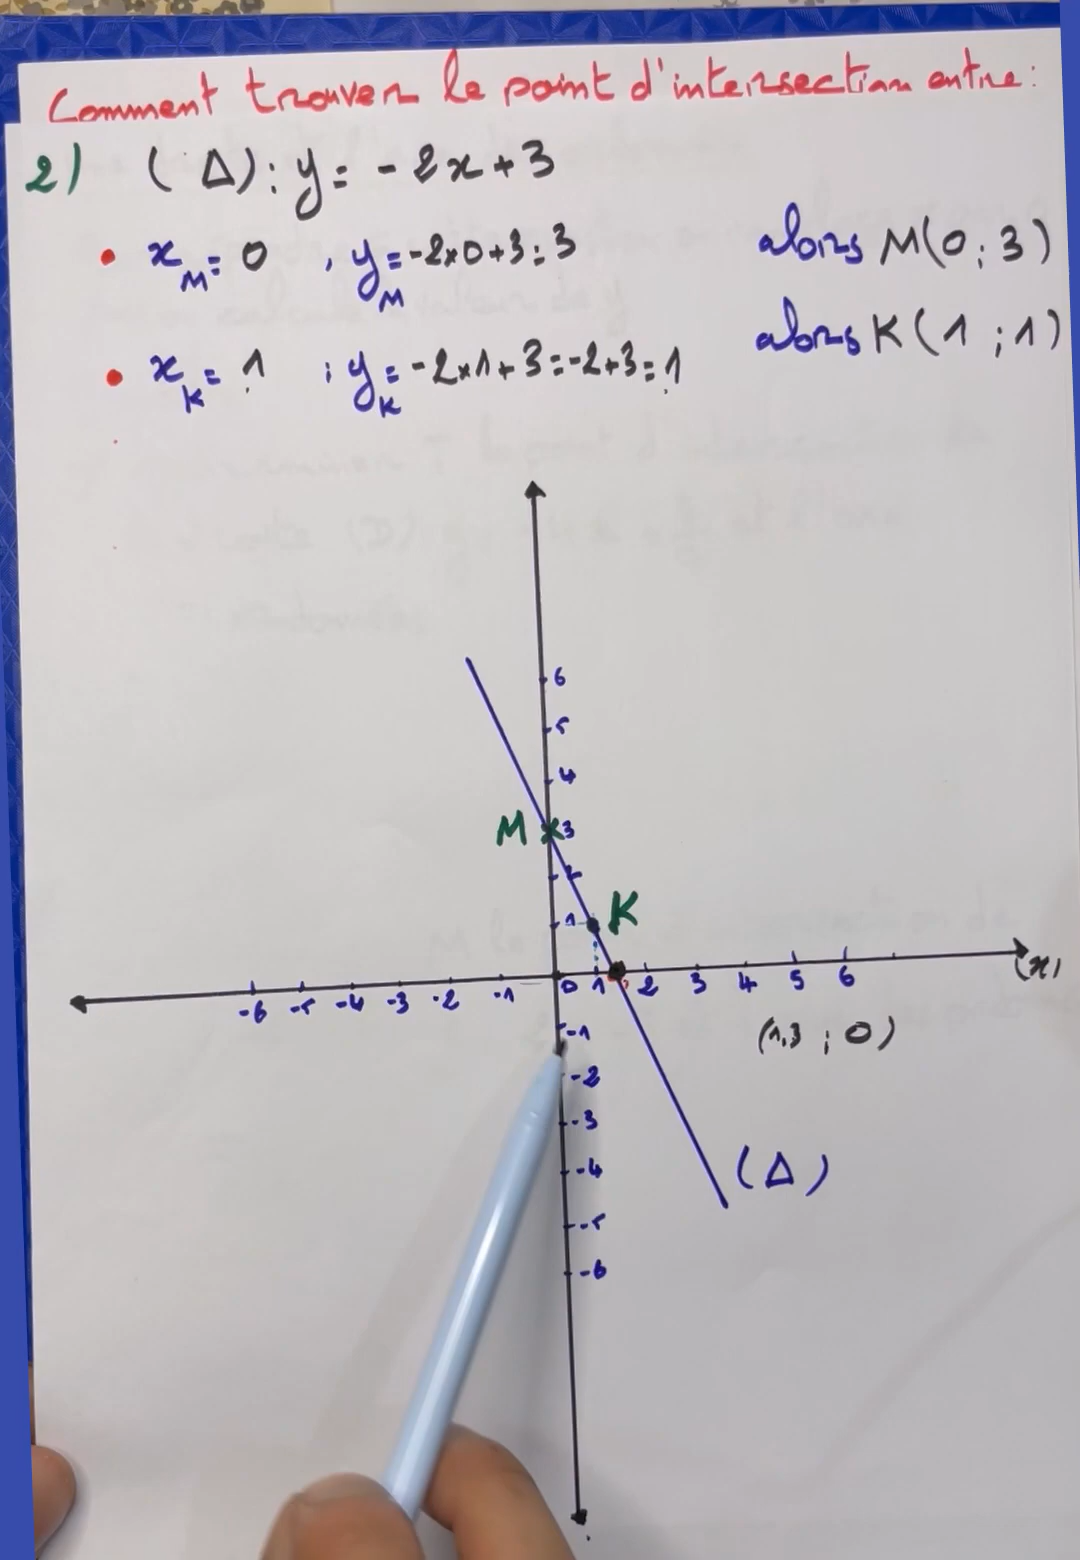 Comment trouver le point d'intersection entre:
2) (Δ): y = -2x+3
• x_M = 0 , y_M = -2×0+3 = 3 alors M(0;3)
• x_K = 1 ; y_K = -2×1+3 = -2+3 = 1 alors K(1;1)
6
5
4
M 3
2
1 K
-6 -5 -4 -3 -2 -1 0 1 2 3 4 5 6 (x)
-1 (1,3 ; 0)
-2
-3
-4 (Δ)
-5
-6